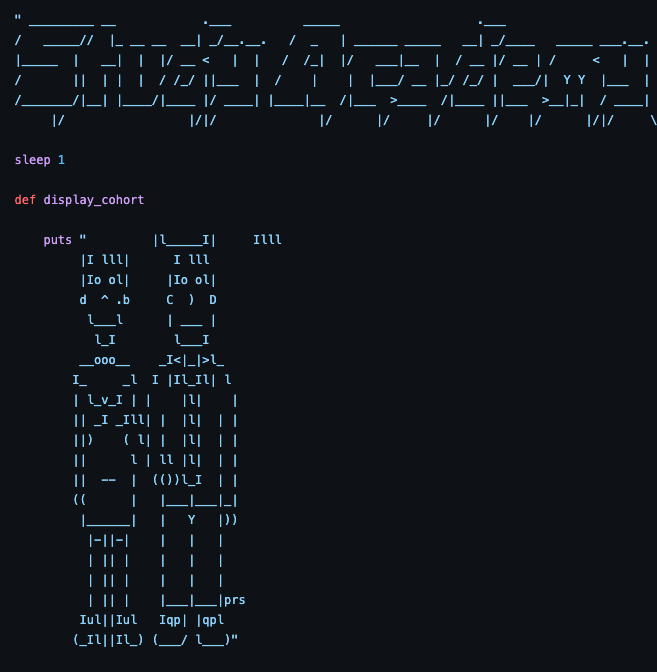 " _________ __            .___          _____                       .___
/   _____//  |_ __ __  __| _/__.__.   /  _   | ______ _____   __| _/____   _____ ___.__.
|_____  |   __|  |  |/ __ <   |  |   /  /_|  |/   ___|__  |  / __ |/ __ | /     <   |  |
/       ||  | |  |  / /_/ ||___  |  /    |    |  |___/ __ |_/ /_/ |  ___/|  Y Y  |___  |
/_______/|__| |____/|____ |/ ____| |____|__  /|___  >____  /|____ ||___  >__|_|  / ____|
     |/                  |/|/              |/      |/     |/      |/    |/      |/|/     \
sleep 1
def display_cohort
    puts "         |l_____I|     Illl
         |I lll|      I lll
         |Io ol|     |Io ol|
         d  ^ .b     C  )  D
          l___l      | ___ |
           l_I        l___I
         __ooo__    _I<|_|>l_
        I_     _l  I |Il_Il| l
        | l_v_I | |    |l|    |
        || _I _Ill| |  |l|  | |
        ||)    ( l| |  |l|  | |
        ||      l | ll |l|  | |
        ||  --  |  (())l_I  | |
        ((      |   |___|___|_|
         |______|   |   Y   |))
          |-||-|    |   |   |
          | || |    |   |   |
          | || |    |   |   |
          | || |    |___|___|prs
         Iul||Iul   Iqp| |qpl
        (_Il||Il_) (___/ l___)"